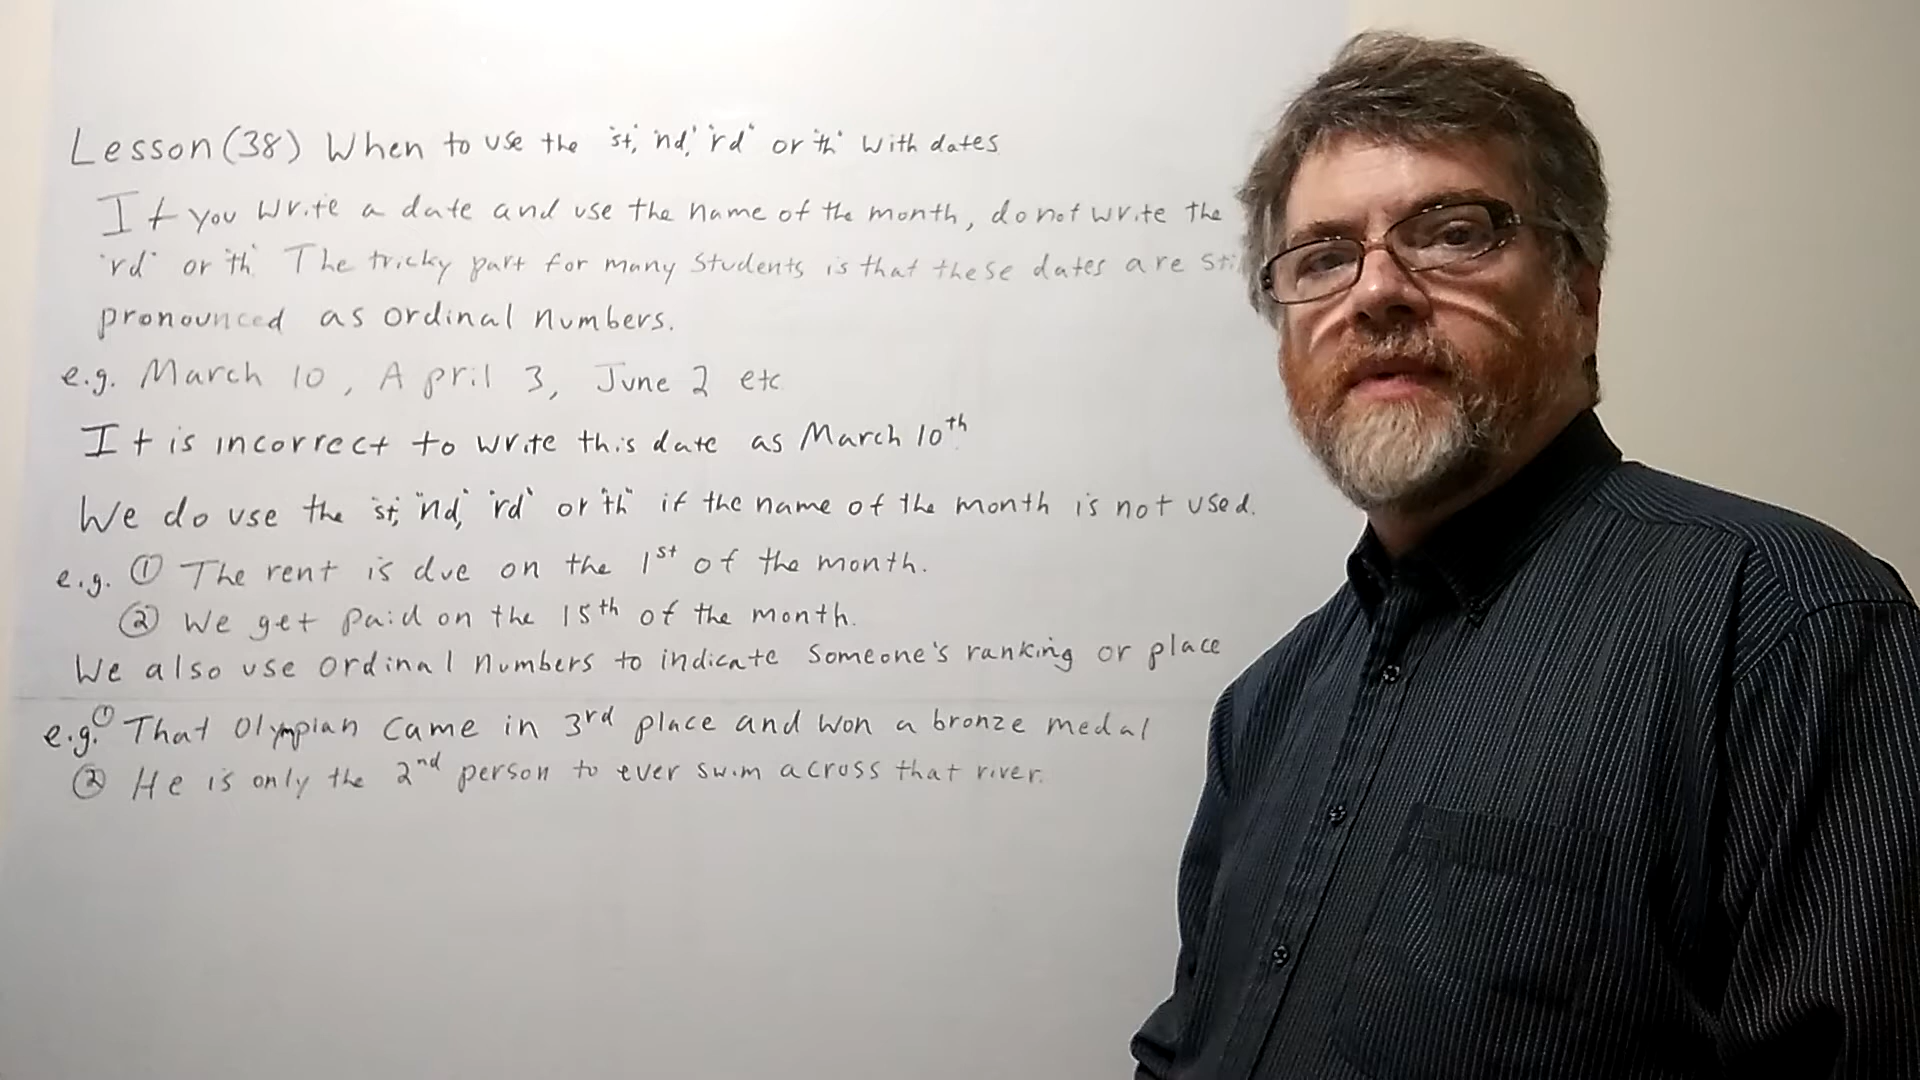 Lesson (38) When to use the "st," "nd," "rd" or "th" with dates
If you write a date and use the name of the month, do not write the
"rd" or "th" The tricky part for many students is that these dates are
pronounced as ordinal numbers.
e.g. March 10, April 3, June 2 etc
It is incorrect to write this date as March 10th
We do use the "st," "nd," "rd" or "th" if the name of the month is not used.
e.g. ① The rent is due on the 1st of the month.
② We get paid on the 15th of the month.
We also use ordinal numbers to indicate someone's ranking or place
e.g. ① That Olympian came in 3rd place and won a bronze medal
② He is only the 2nd person to ever swim across that river.